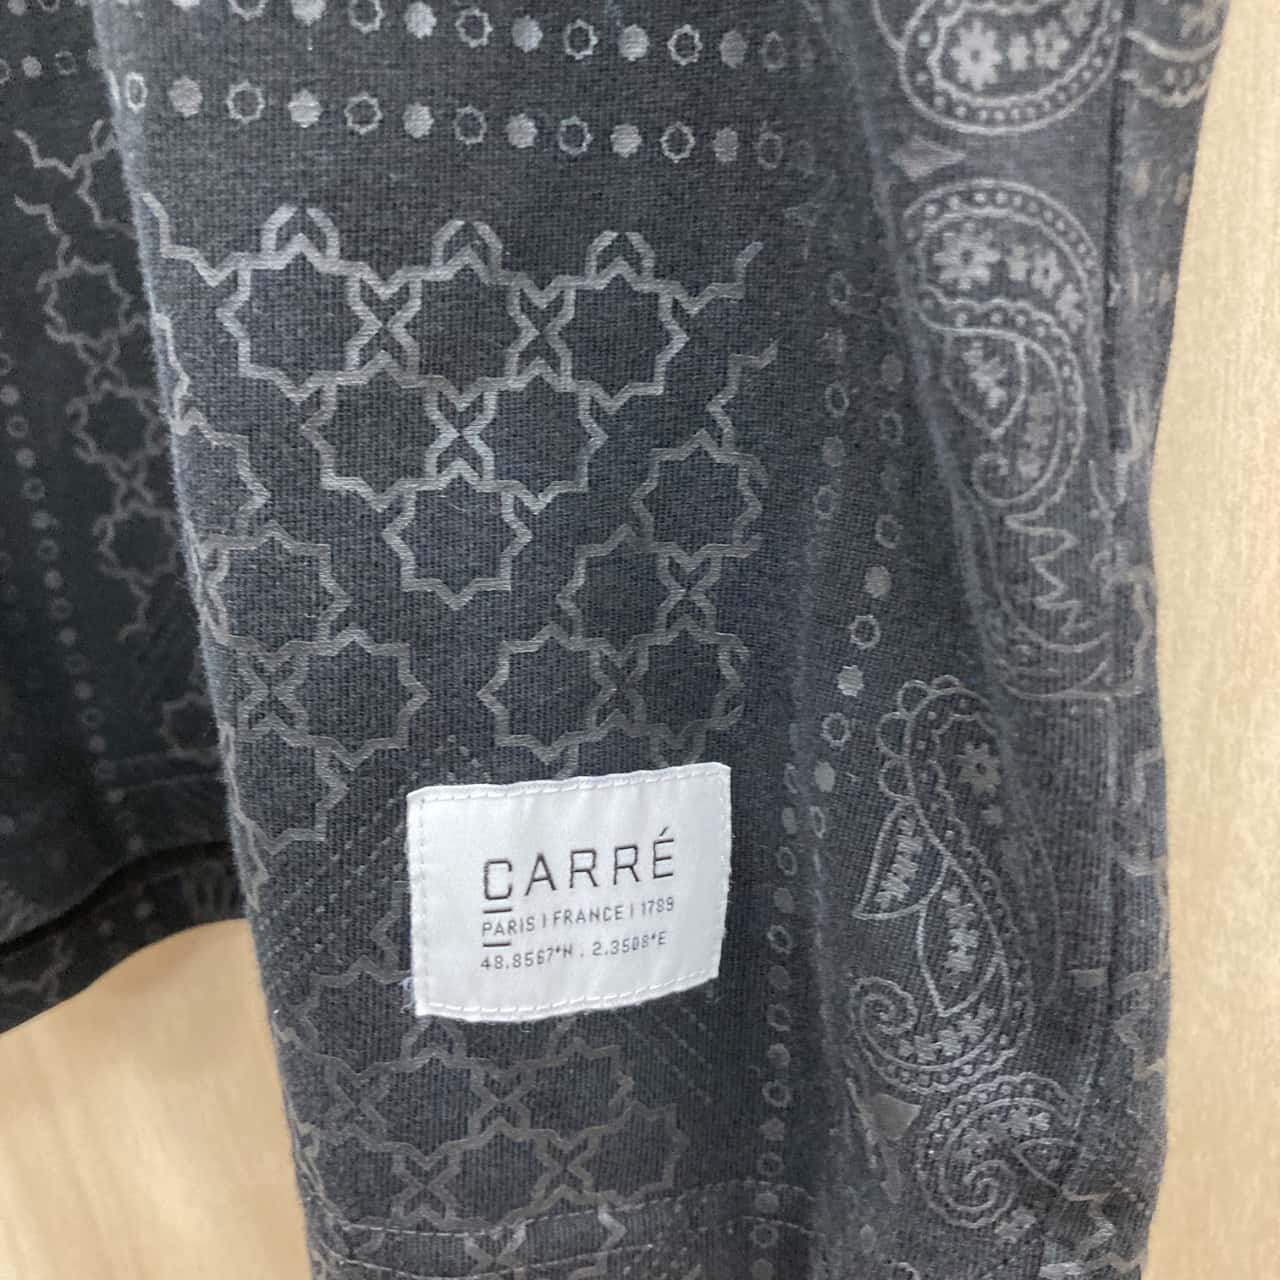 CARRÉ
PARIS | FRANCE | 1789
48.8567°N . 2.3508°E